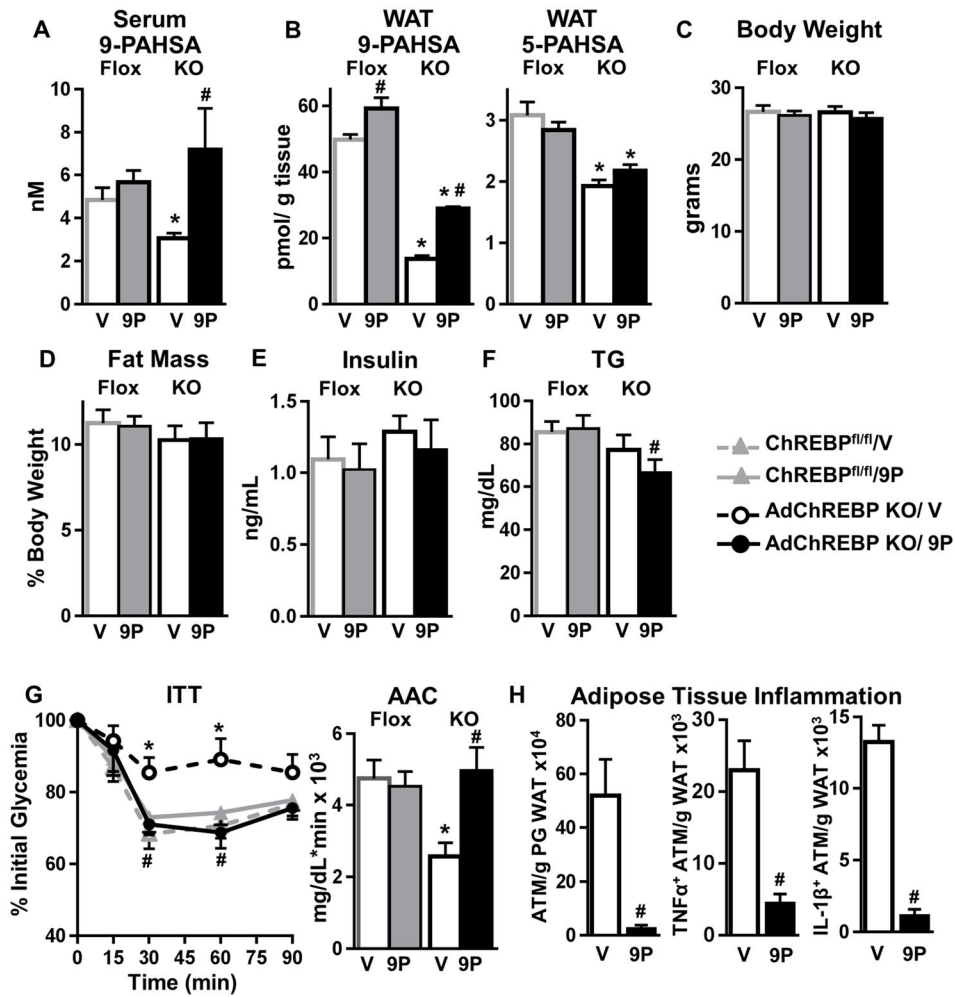 A
Serum
9-PAHSA
Flox KO
nM
10
8
6
4
2
0
*
#
V 9P V 9P
B
WAT
9-PAHSA
Flox KO
pmol/ g tissue
60
40
20
0
#
*
* #
V 9P V 9P
WAT
5-PAHSA
Flox KO
3
2
1
0
* *
V 9P V 9P
C
Body Weight
Flox KO
grams
30
20
10
0
V 9P V 9P
D
Fat Mass
Flox KO
% Body Weight
10
5
0
V 9P V 9P
E
Insulin
Flox KO
ng/mL
1.5
1.0
0.5
0.0
V 9P V 9P
F
TG
Flox KO
mg/dL
100
80
60
40
20
0
#
V 9P V 9P
ChREBPfl/fl/V
ChREBPfl/fl/9P
AdChREBP KO/ V
AdChREBP KO/ 9P
G
ITT
% Initial Glycemia
100
80
60
40
* *
# #
0 15 30 45 60 75 90
Time (min)
AAC
Flox KO
mg/dL*min x 10³
6
4
2
0
*
#
V 9P V 9P
H
Adipose Tissue Inflammation
ATM/g PG WAT x10⁴
80
60
40
20
0
#
V 9P
TNFα⁺ ATM/g WAT x10³
30
20
10
0
#
V 9P
IL-1β⁺ ATM/g WAT x10³
15
10
5
0
#
V 9P